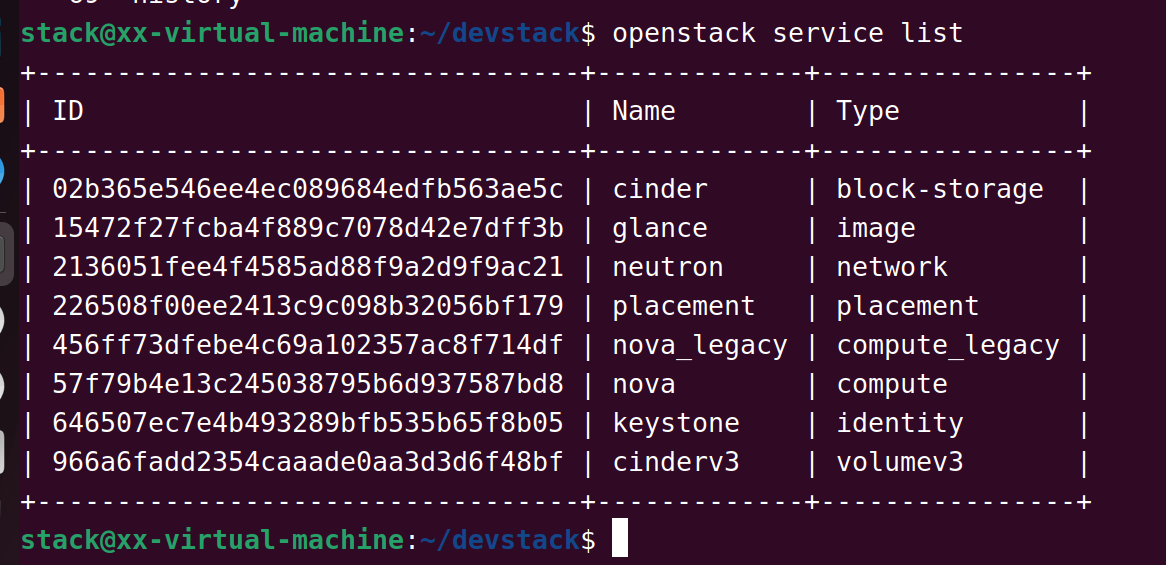 history
stack@xx-virtual-machine:~/devstack$ openstack service list
+----------------------------------+-------------+----------------+
| ID                               | Name        | Type           |
+----------------------------------+-------------+----------------+
| 02b365e546ee4ec089684edfb563ae5c | cinder      | block-storage  |
| 15472f27fcba4f889c7078d42e7dff3b | glance      | image          |
| 2136051fee4f4585ad88f9a2d9f9ac21 | neutron     | network        |
| 226508f00ee2413c9c098b32056bf179 | placement   | placement      |
| 456ff73dfebe4c69a102357ac8f714df | nova_legacy | compute_legacy |
| 57f79b4e13c245038795b6d937587bd8 | nova        | compute        |
| 646507ec7e4b493289bfb535b65f8b05 | keystone    | identity       |
| 966a6fadd2354caaade0aa3d3d6f48bf | cinderv3    | volumev3       |
+----------------------------------+-------------+----------------+
stack@xx-virtual-machine:~/devstack$